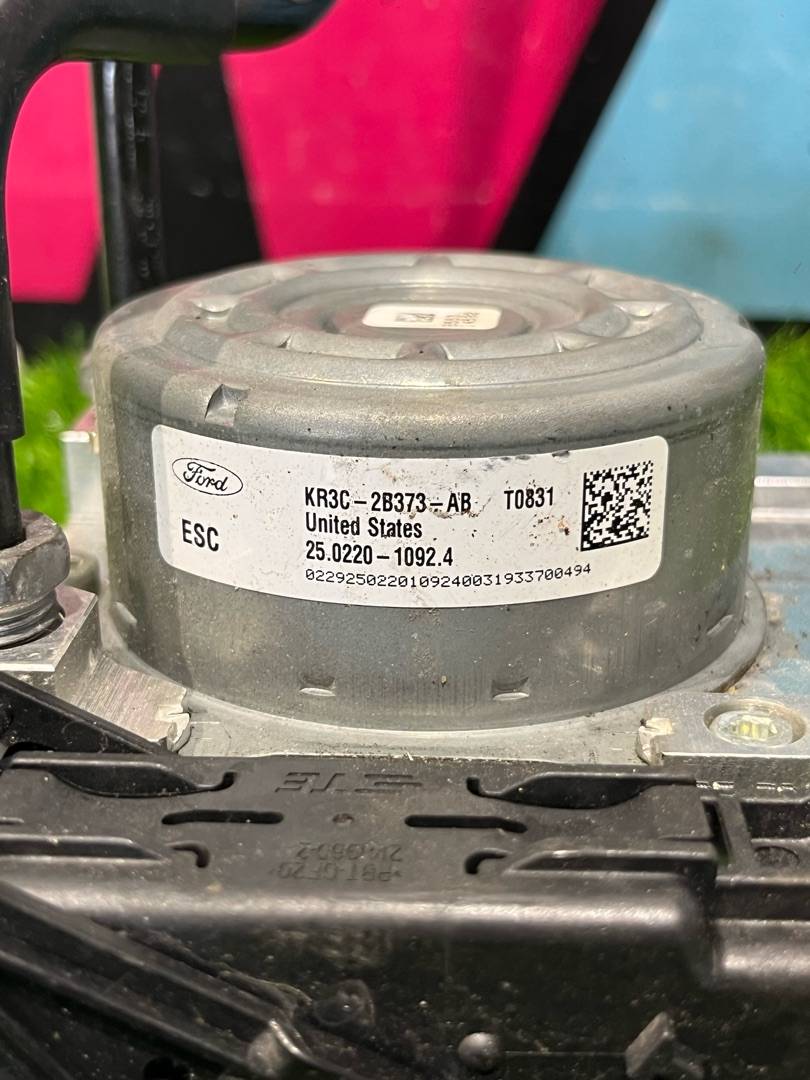 Ford
ESC
KR3C-2B373-AB T0831
United States
25.0220-1092.4
0229250220109240031933700494